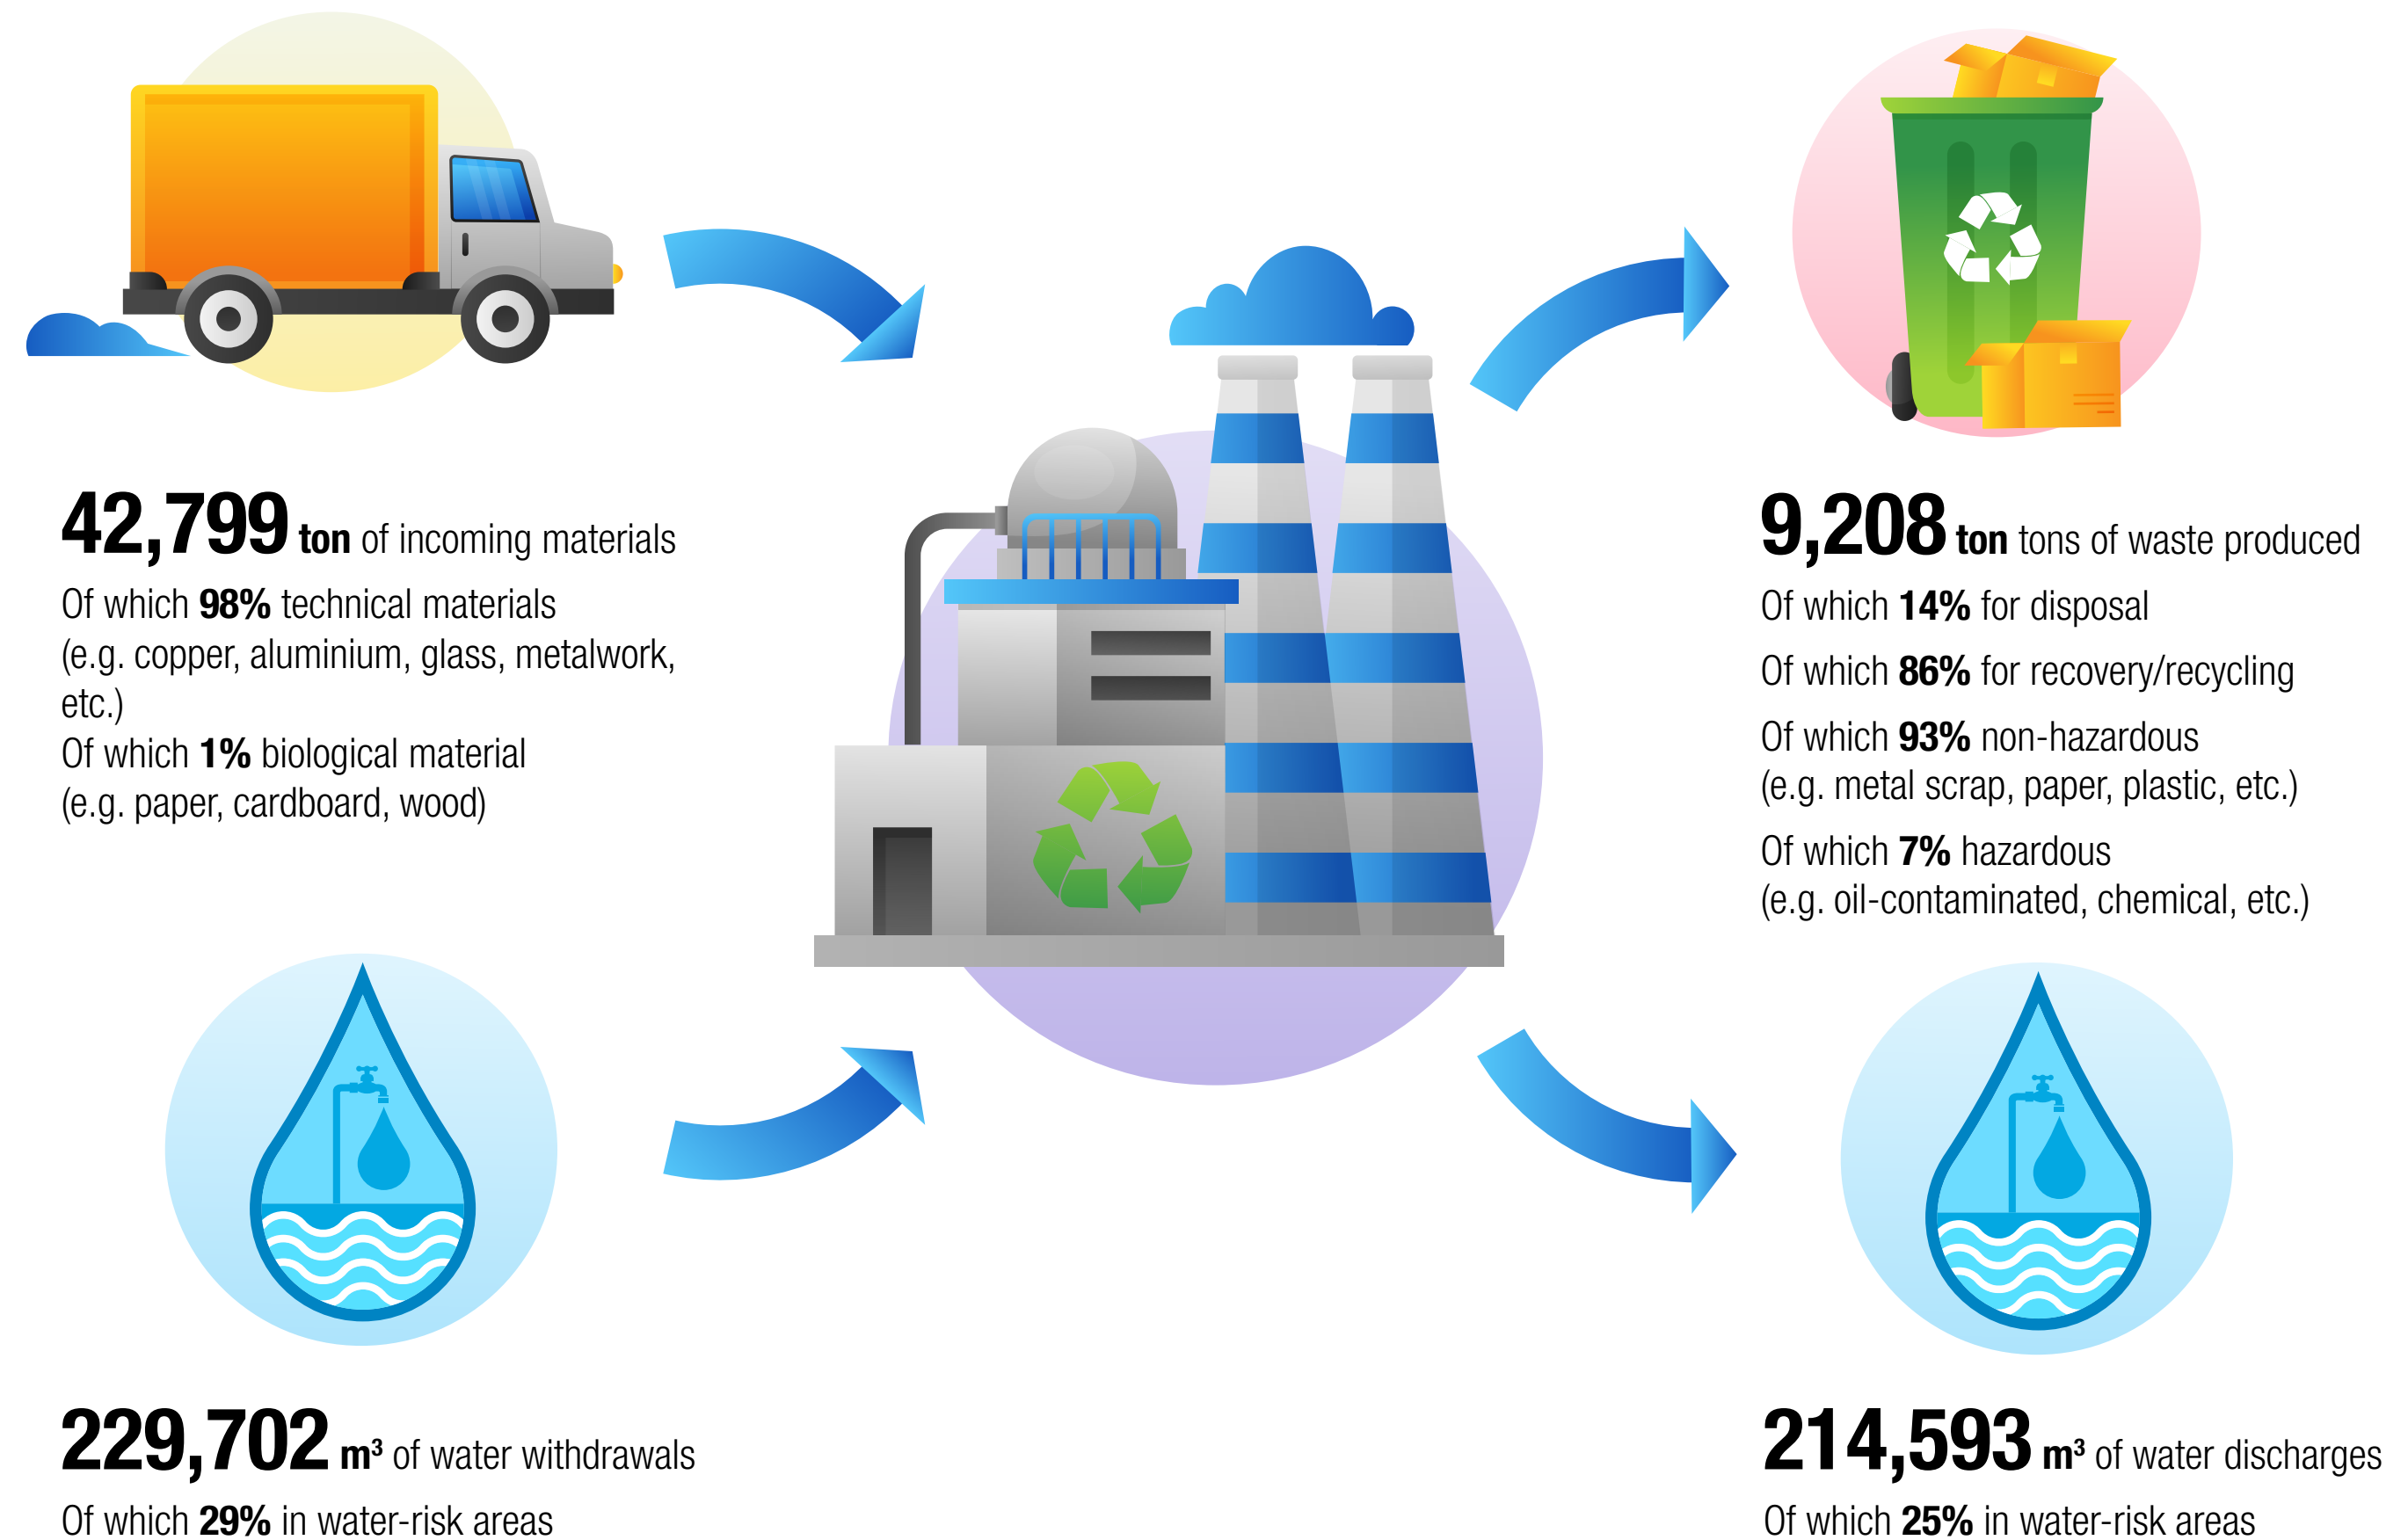 42,799 ton of incoming materials
Of which 98% technical materials
(e.g. copper, aluminium, glass, metalwork,
etc.)
Of which 1% biological material
(e.g. paper, cardboard, wood)
9,208 ton tons of waste produced
Of which 14% for disposal
Of which 86% for recovery/recycling
Of which 93% non-hazardous
(e.g. metal scrap, paper, plastic, etc.)
Of which 7% hazardous
(e.g. oil-contaminated, chemical, etc.)
229,702 m³ of water withdrawals
Of which 29% in water-risk areas
214,593 m³ of water discharges
Of which 25% in water-risk areas